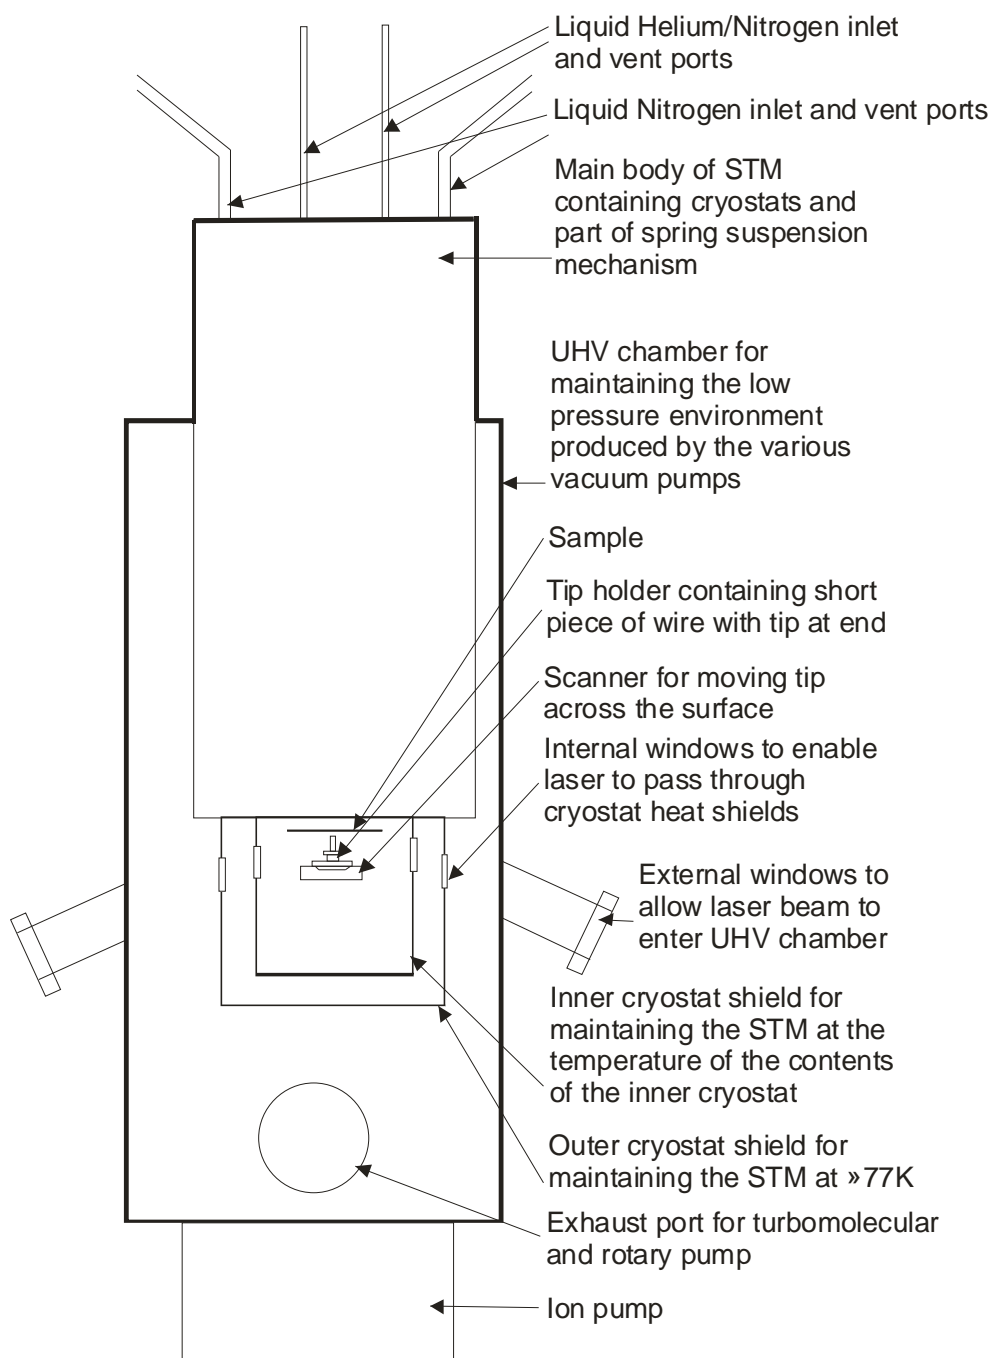 Liquid Helium/Nitrogen inlet
and vent ports
Liquid Nitrogen inlet and vent ports
Main body of STM
containing cryostats and
part of spring suspension
mechanism
UHV chamber for
maintaining the low
pressure environment
produced by the various
vacuum pumps
Sample
Tip holder containing short
piece of wire with tip at end
Scanner for moving tip
across the surface
Internal windows to enable
laser to pass through
cryostat heat shields
External windows to
allow laser beam to
enter UHV chamber
Inner cryostat shield for
maintaining the STM at the
temperature of the contents
of the inner cryostat
Outer cryostat shield for
maintaining the STM at »77K
Exhaust port for turbomolecular
and rotary pump
Ion pump